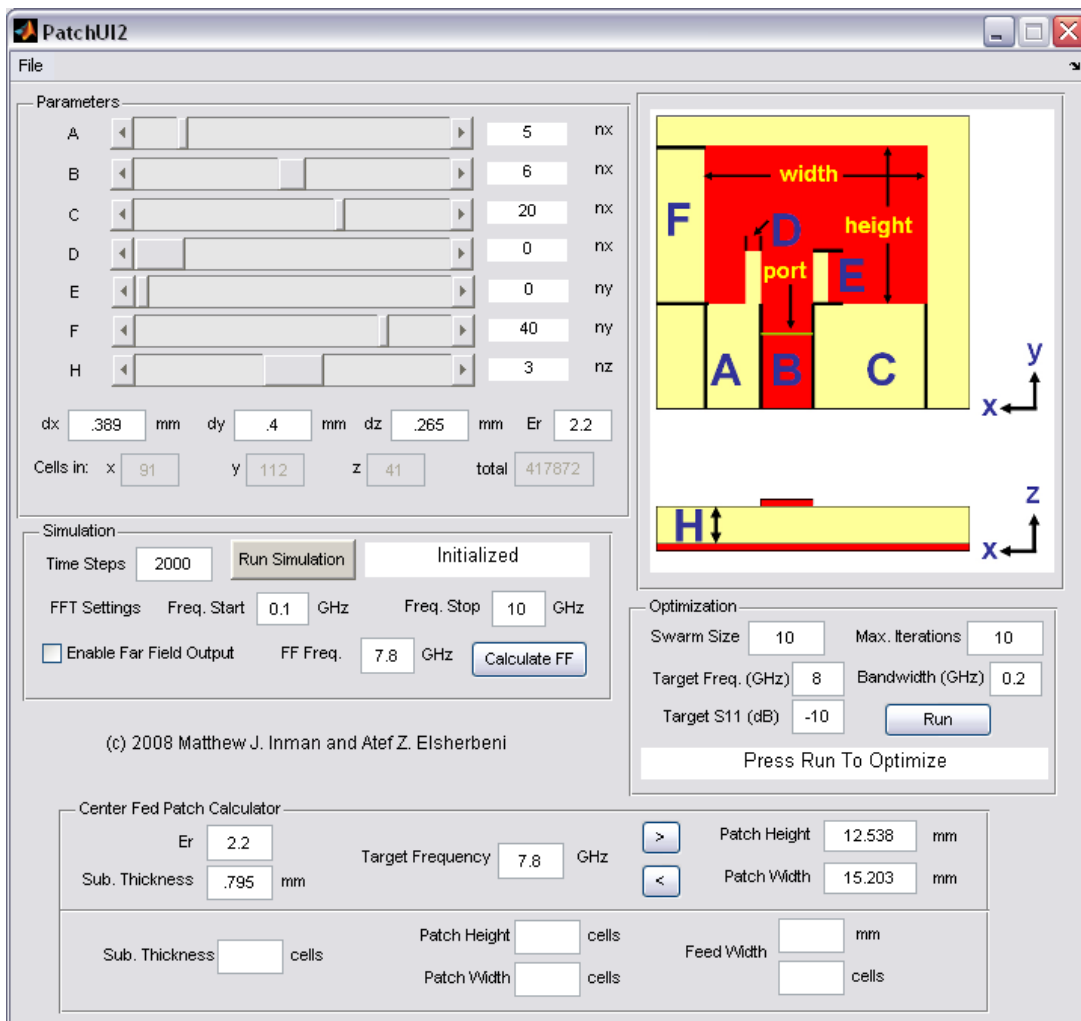 PatchUI2
File
Parameters
A 5 nx
B 6 nx
C 20 nx
D 0 nx
E 0 ny
F 40 ny
H 3 nz
dx .389 mm dy .4 mm dz .265 mm Er 2.2
Cells in: x 91 y 112 z 41 total 417872
width
F D height
port E
A B C
y
x
z
H
x
Simulation
Time Steps 2000 Run Simulation Initialized
FFT Settings Freq. Start 0.1 GHz Freq. Stop 10 GHz
Enable Far Field Output FF Freq. 7.8 GHz Calculate FF
Optimization
Swarm Size 10 Max. Iterations 10
Target Freq. (GHz) 8 Bandwidth (GHz) 0.2
Target S11 (dB) -10 Run
Press Run To Optimize
(c) 2008 Matthew J. Inman and Atef Z. Elsherbeni
Center Fed Patch Calculator
Er 2.2
Sub. Thickness .795 mm
Target Frequency 7.8 GHz
> Patch Height 12.538 mm
< Patch Width 15.203 mm
Sub. Thickness cells
Patch Height cells
Patch Width cells
Feed Width mm
cells